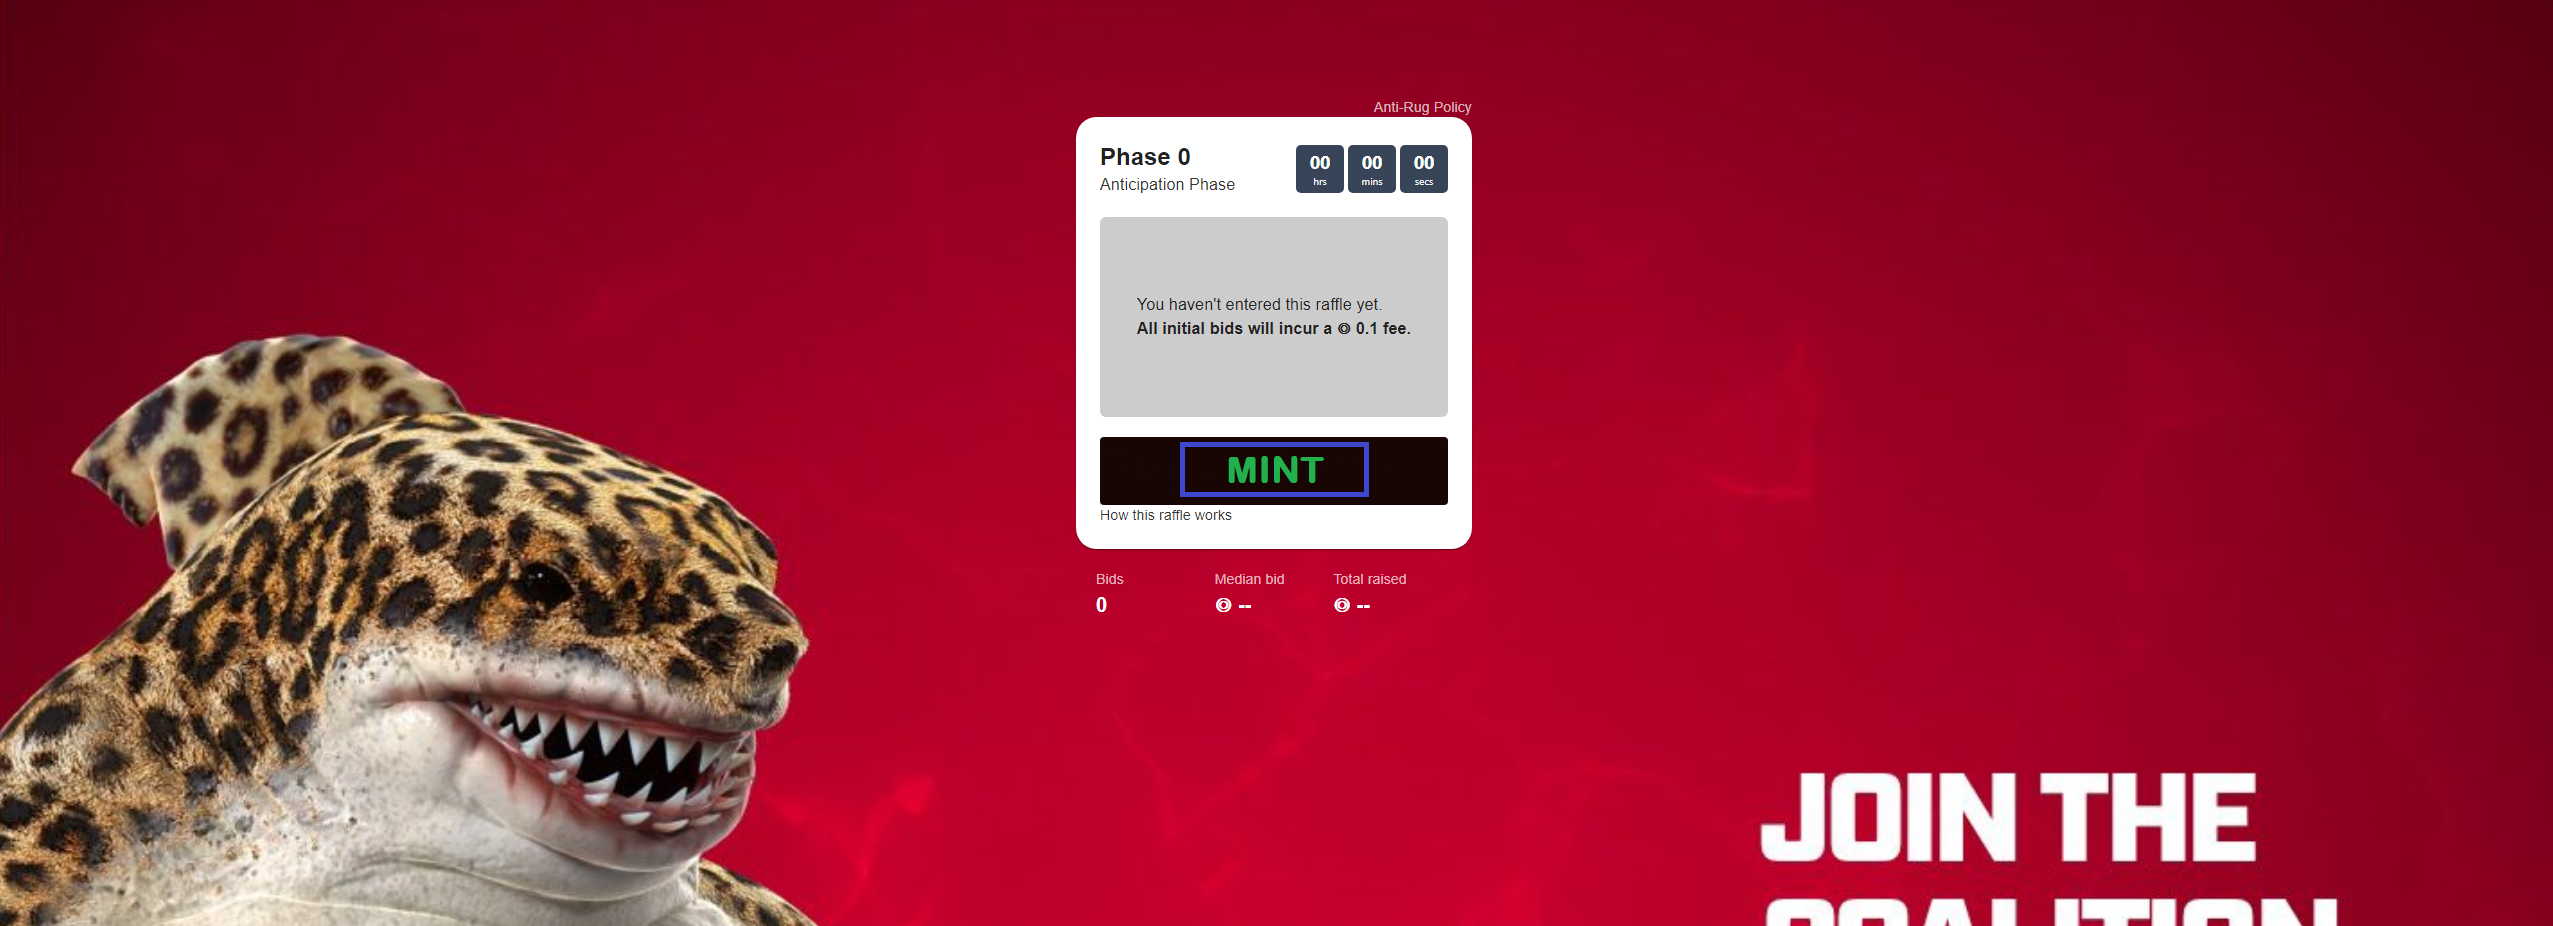 Anti-Rug Policy
Phase 0
Anticipation Phase
00 hrs 00 mins 00 secs
You haven't entered this raffle yet.
All initial bids will incur a ◎ 0.1 fee.
MINT
How this raffle works
Bids Median bid Total raised
0 ◎ -- ◎ --
JOIN THE
COALITION